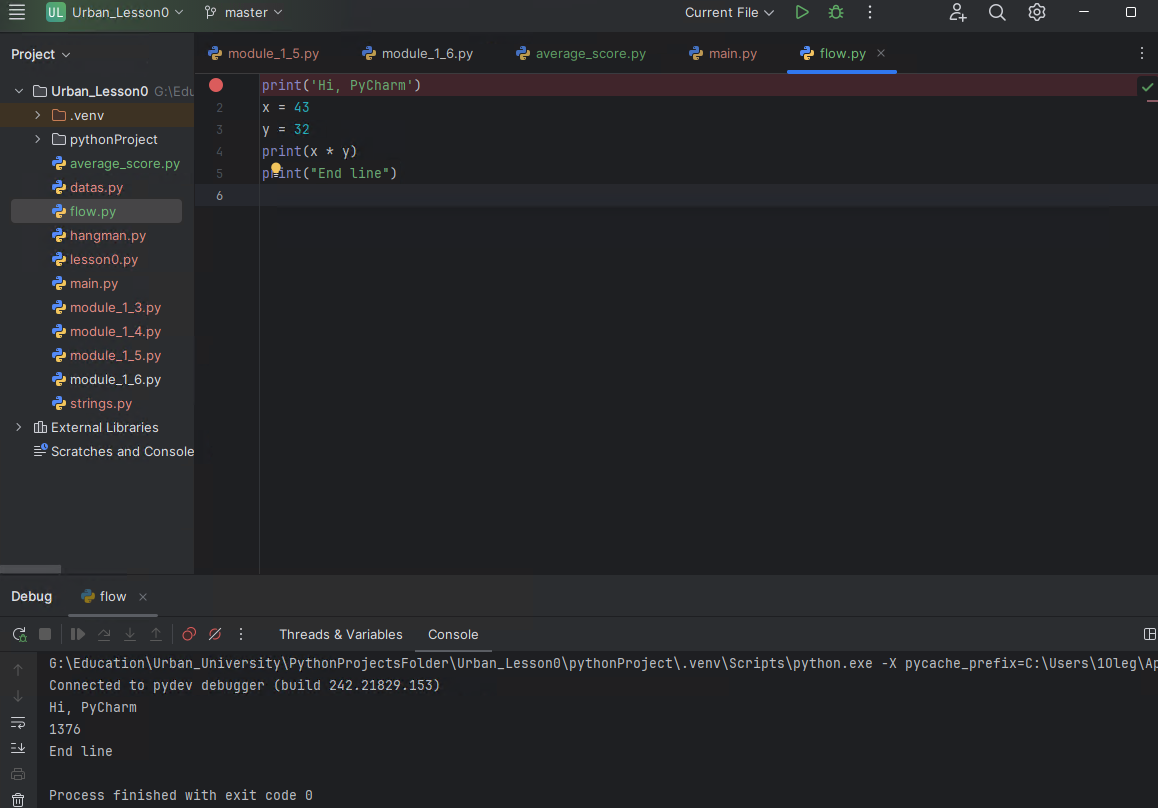 UL Urban_Lesson0 master Current File
Project
module_1_5.py module_1_6.py average_score.py main.py flow.py
Urban_Lesson0 G:\Edu
.venv
pythonProject
average_score.py
datas.py
flow.py
hangman.py
lesson0.py
main.py
module_1_3.py
module_1_4.py
module_1_5.py
module_1_6.py
strings.py
External Libraries
Scratches and Console
print('Hi, PyCharm')
2 x = 43
3 y = 32
4 print(x * y)
5 print("End line")
6
Debug flow
Threads & Variables Console
G:\Education\Urban_University\PythonProjectsFolder\Urban_Lesson0\pythonProject\.venv\Scripts\python.exe -X pycache_prefix=C:\Users\1Oleg\Ap
Connected to pydev debugger (build 242.21829.153)
Hi, PyCharm
1376
End line
Process finished with exit code 0